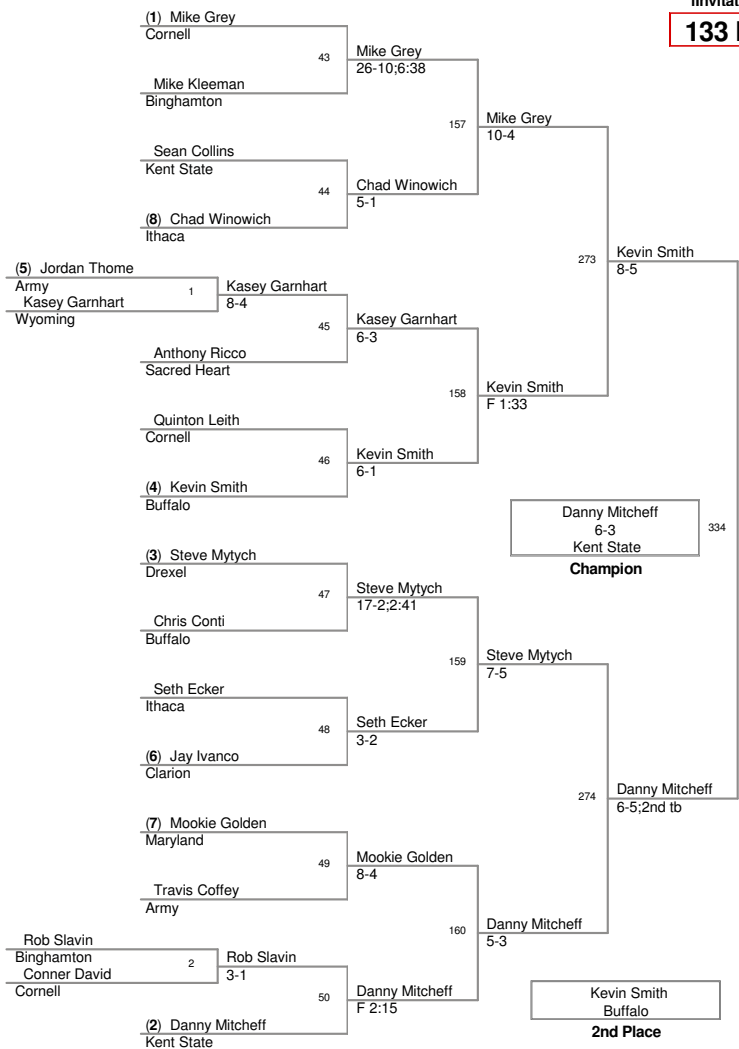 Invitat
133
(1) Mike Grey
Cornell
43
Mike Grey
26-10;6:38
Mike Kleeman
Binghamton
157
Mike Grey
10-4
Sean Collins
Kent State
44
Chad Winowich
5-1
(8) Chad Winowich
Ithaca
273
Kevin Smith
8-5
(5) Jordan Thome
Army
1
Kasey Garnhart
8-4
Kasey Garnhart
Wyoming
45
Kasey Garnhart
6-3
Anthony Ricco
Sacred Heart
158
Kevin Smith
F 1:33
Quinton Leith
Cornell
46
Kevin Smith
6-1
(4) Kevin Smith
Buffalo
Danny Mitcheff
6-3
Kent State
Champion
334
(3) Steve Mytych
Drexel
47
Steve Mytych
17-2;2:41
Chris Conti
Buffalo
159
Steve Mytych
7-5
Seth Ecker
Ithaca
48
Seth Ecker
3-2
(6) Jay Ivanco
Clarion
274
Danny Mitcheff
6-5;2nd tb
(7) Mookie Golden
Maryland
49
Mookie Golden
8-4
Travis Coffey
Army
160
Danny Mitcheff
5-3
Rob Slavin
Binghamton
2
Rob Slavin
3-1
Conner David
Cornell
50
Danny Mitcheff
F 2:15
(2) Danny Mitcheff
Kent State
Kevin Smith
Buffalo
2nd Place